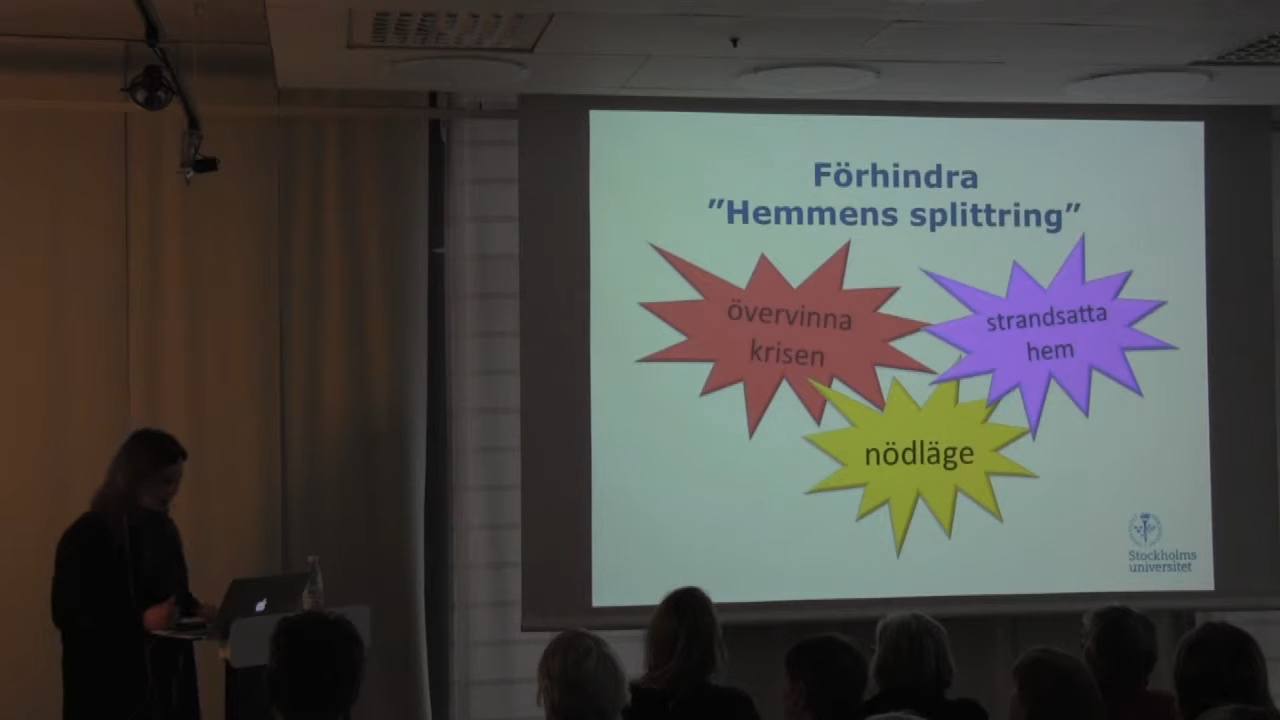 Förhindra
”Hemmens splittring”
övervinna
krisen
strandsatta
hem
nödläge
Stockholms
universitet